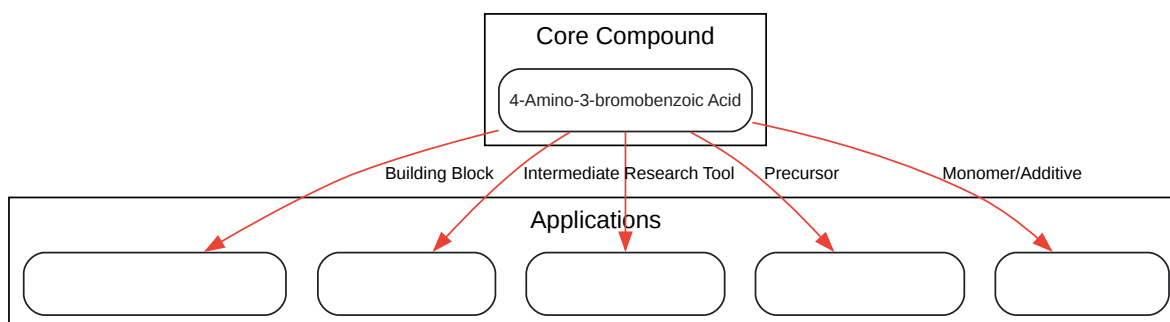 Core Compound
4-Amino-3-bromobenzoic Acid
Building Block
Intermediate
Research Tool
Precursor
Monomer/Additive
Applications